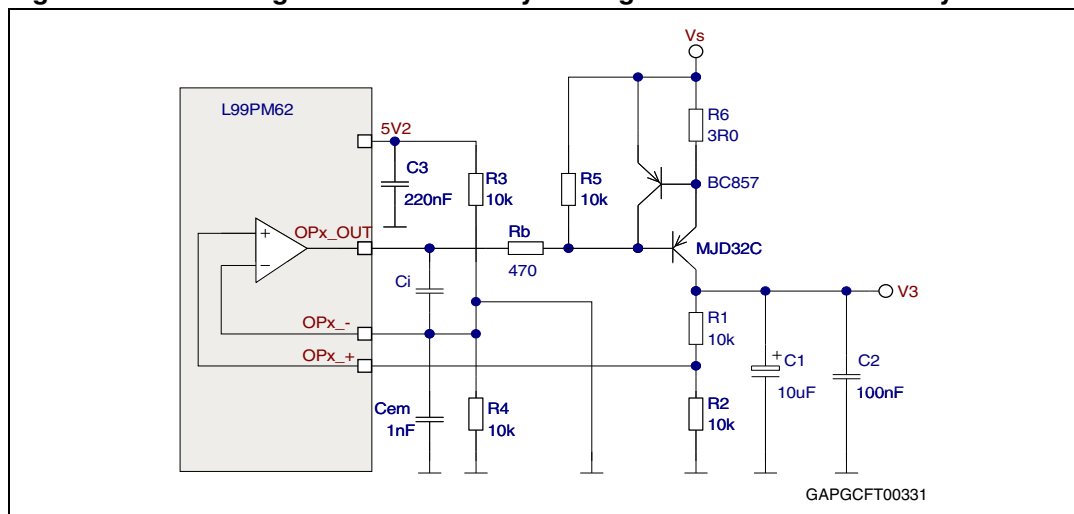 Vs
L99PM62
5V2
R6
3R0
C3
220nF
R3
10k
R5
10k
BC857
OPx_OUT
Rb
470
MJD32C
+
−
Ci
V3
OPx_-
R1
10k
OPx_+
+
C1
10uF
C2
100nF
Cem
1nF
R4
10k
R2
10k
GAPGCFT00331